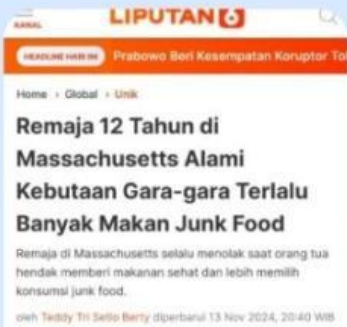 KANAL
LIPUTAN 6
HEADLINE HARI INI Prabowo Beri Kesempatan Koruptor Tol
Home > Global > Unik
Remaja 12 Tahun di
Massachusetts Alami
Kebutaan Gara-gara Terlalu
Banyak Makan Junk Food
Remaja di Massachusetts selalu menolak saat orang tua
hendak memberi makanan sehat dan lebih memilih
konsumsi junk food.
oleh Teddy Tri Setio Berty diperbarui 13 Nov 2024, 20:40 WIB